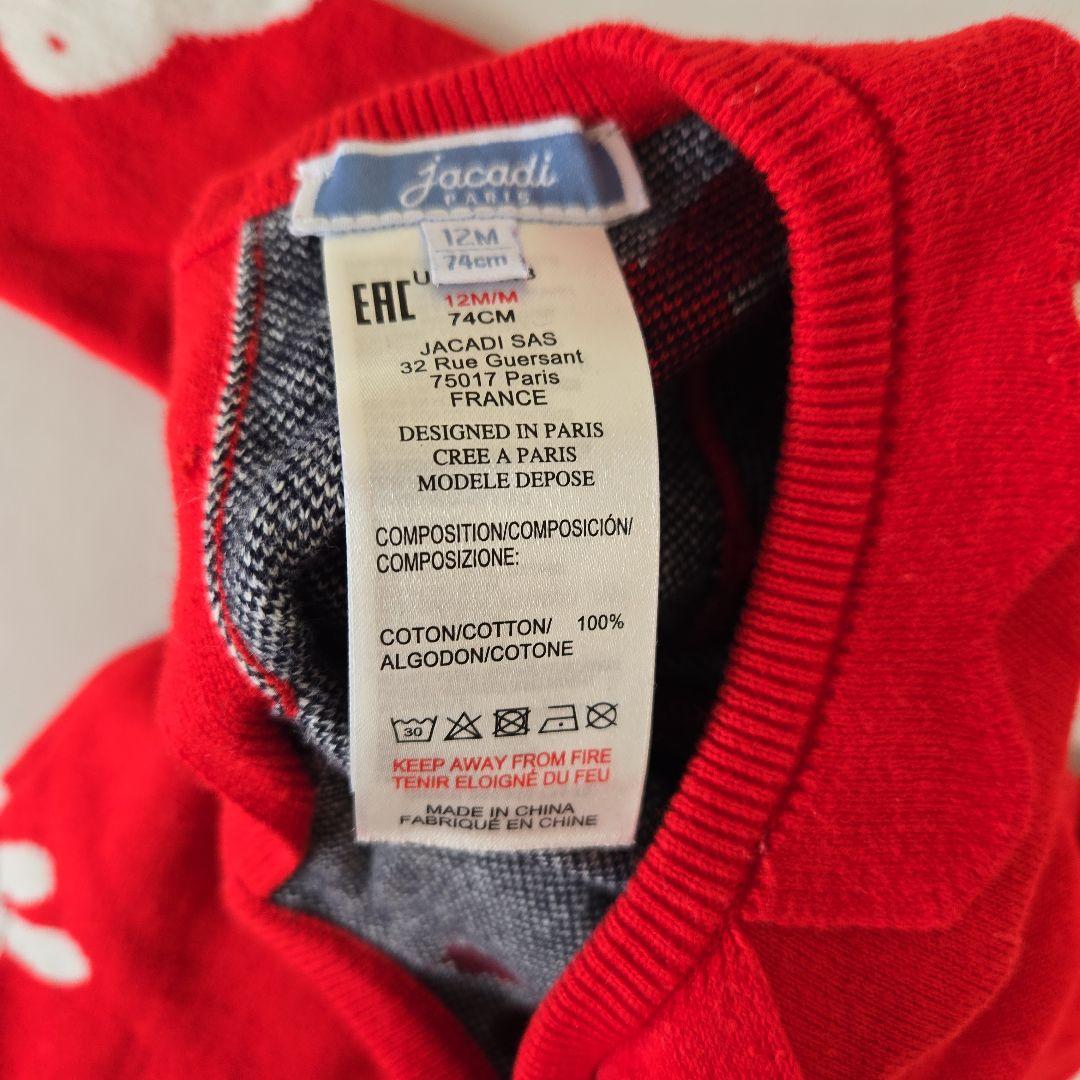 jacadi
PARIS
12M
74cm
EAC
12M/M
74CM
JACADI SAS
32 Rue Guersant
75017 Paris
FRANCE
DESIGNED IN PARIS
CREE A PARIS
MODELE DEPOSE
COMPOSITION/COMPOSICIÓN/
COMPOSIZIONE:
COTON/COTTON/ 100%
ALGODON/COTONE
30
KEEP AWAY FROM FIRE
TENIR ELOIGNÉ DU FEU
MADE IN CHINA
FABRIQUE EN CHINE